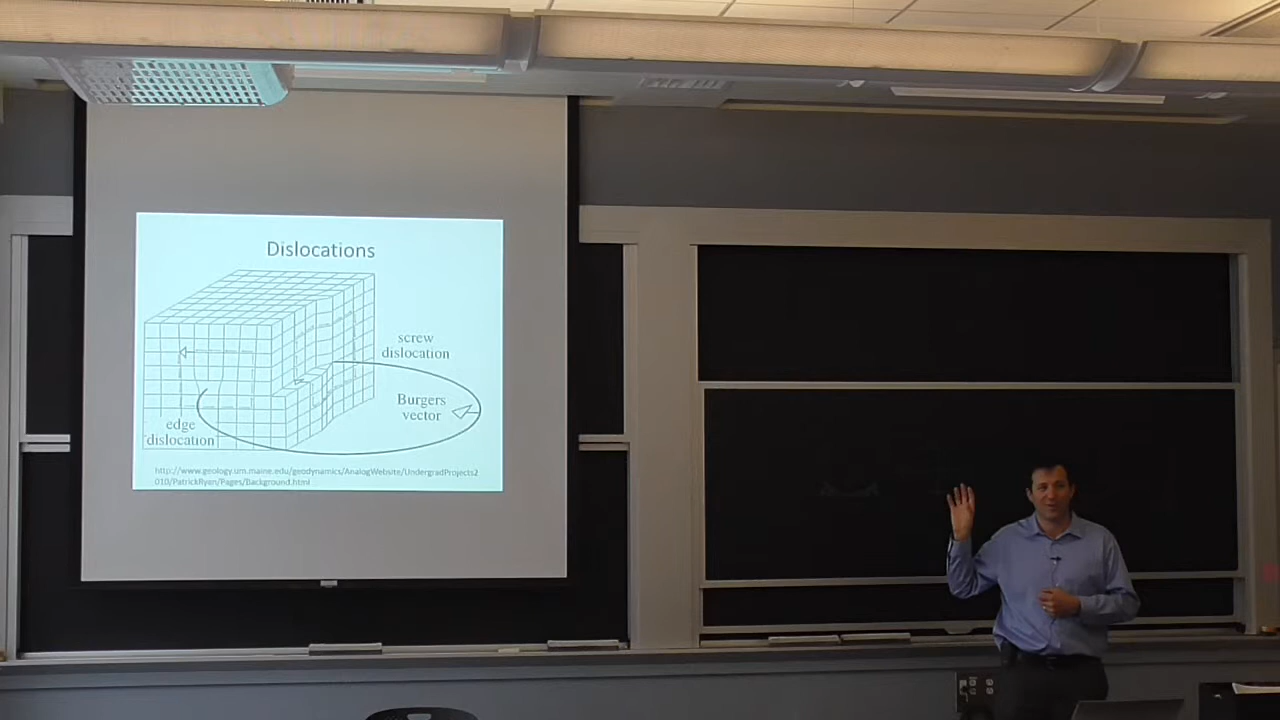 Dislocations
screw
dislocation
Burgers
vector
edge
dislocation
http://www.geology.um.maine.edu/geodynamics/AnalogWebsite/UndergradProjects2
010/PatrickRyan/Pages/Background.html